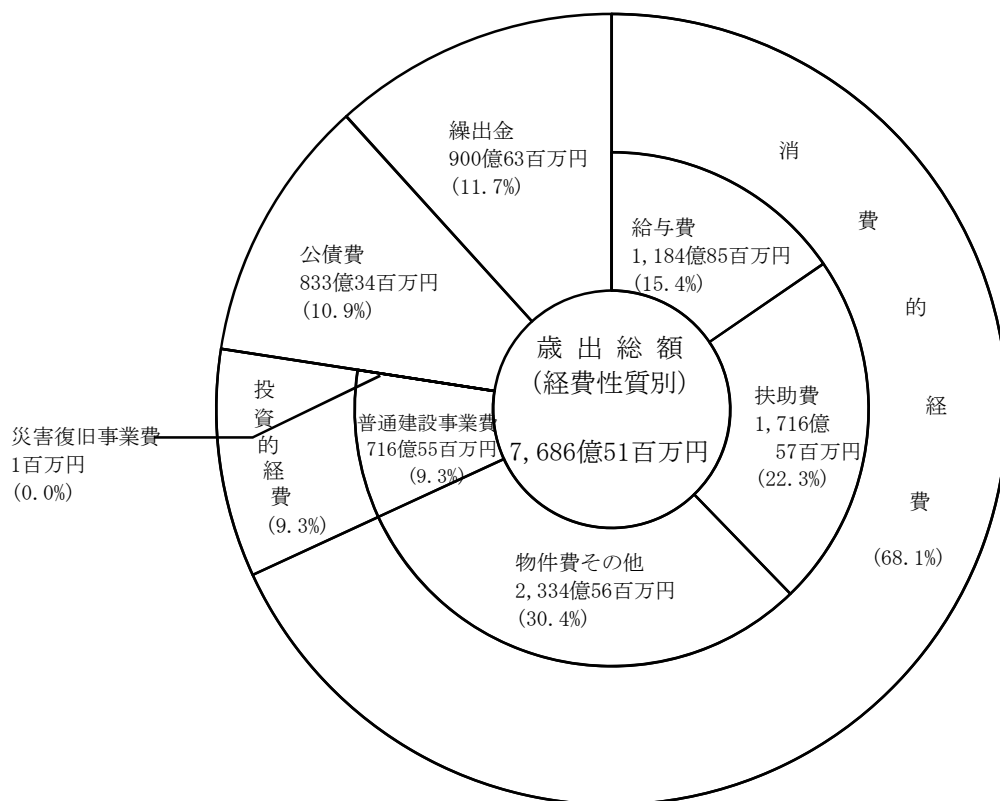 歳出総額
(経費性質別)
7,686億51百万円
消費的経費
(68.1%)
給与費
1,184億85百万円
(15.4%)
扶助費
1,716億
57百万円
(22.3%)
物件費その他
2,334億56百万円
(30.4%)
投資的経費
(9.3%)
普通建設事業費
716億55百万円
(9.3%)
災害復旧事業費
1百万円
(0.0%)
公債費
833億34百万円
(10.9%)
繰出金
900億63百万円
(11.7%)